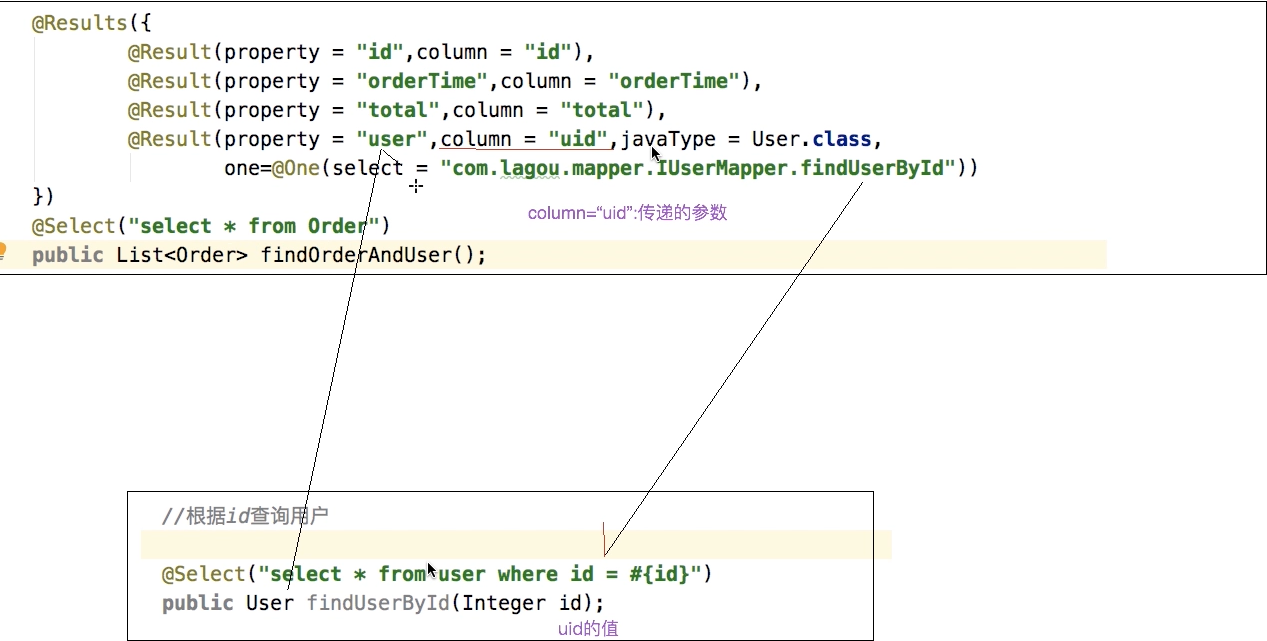 @Results({
@Result(property = "id",column = "id"),
@Result(property = "orderTime",column = "orderTime"),
@Result(property = "total",column = "total"),
@Result(property = "user",column = "uid",javaType = User.class,
one=@One(select = "com.lagou.mapper.IUserMapper.findUserById"))
})
column=“uid”:传递的参数
@Select("select * from Order")
public List<Order> findOrderAndUser();
//根据id查询用户
@Select("select * from user where id = #{id}")
public User findUserById(Integer id);
uid的值